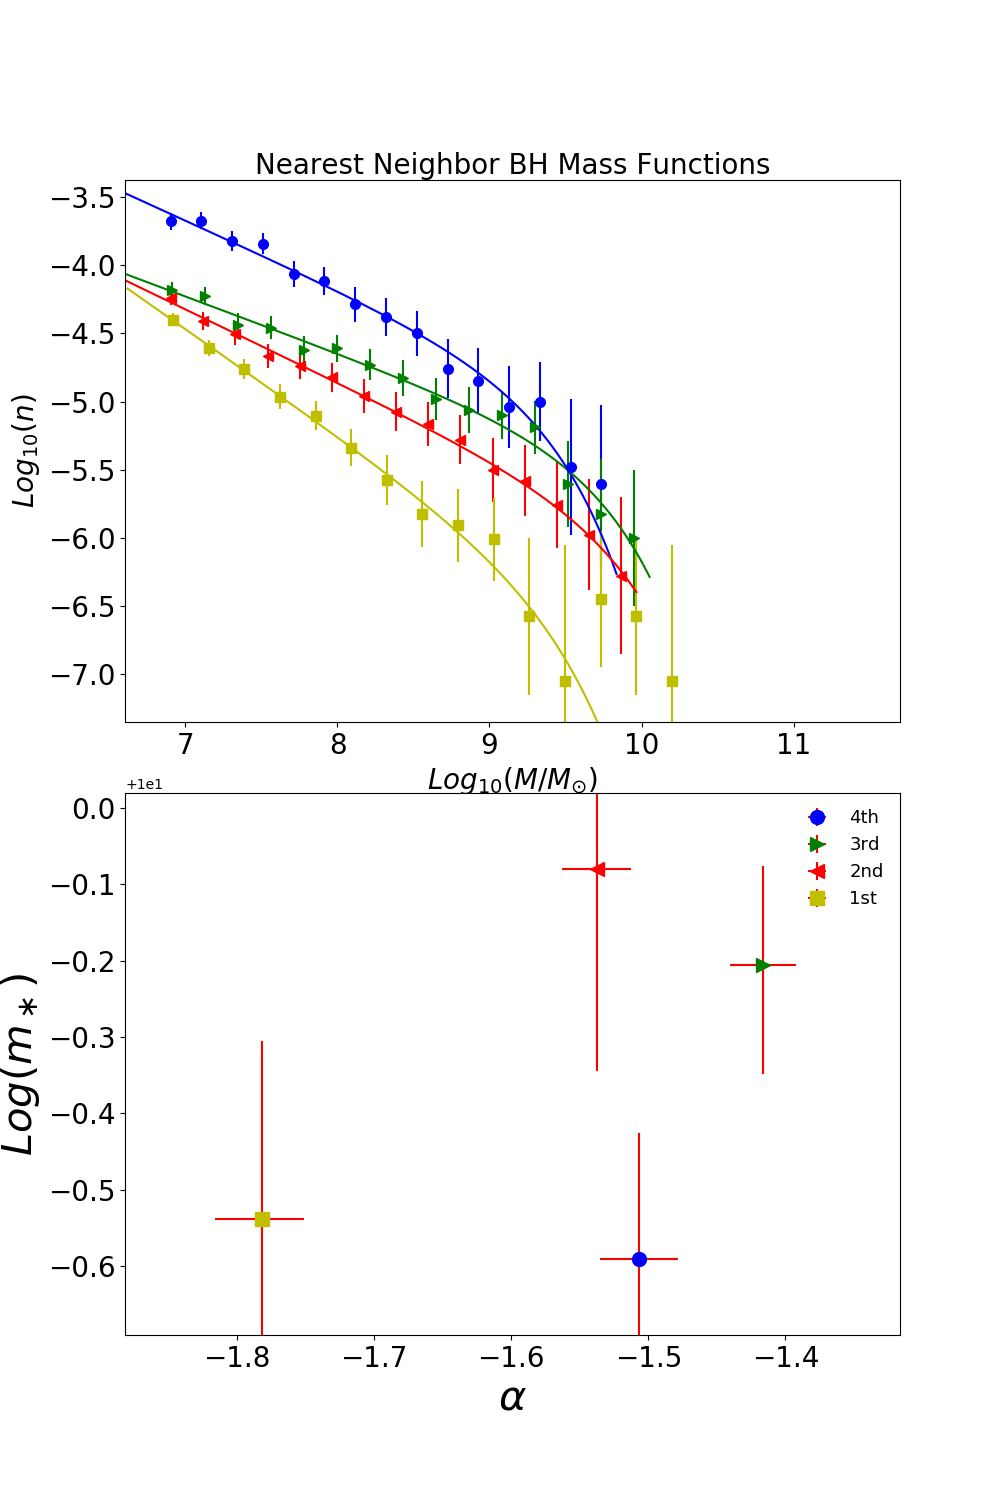 Nearest Neighbor BH Mass Functions
−3.5
−4.0
−4.5
−5.0
−5.5
−6.0
−6.5
−7.0
Log₁₀(n)
7 8 9 10 11
Log₁₀(M/M☉)
+1e1
0.0
−0.1
−0.2
−0.3
−0.4
−0.5
−0.6
Log(m∗)
4th
3rd
2nd
1st
−1.8 −1.7 −1.6 −1.5 −1.4
α